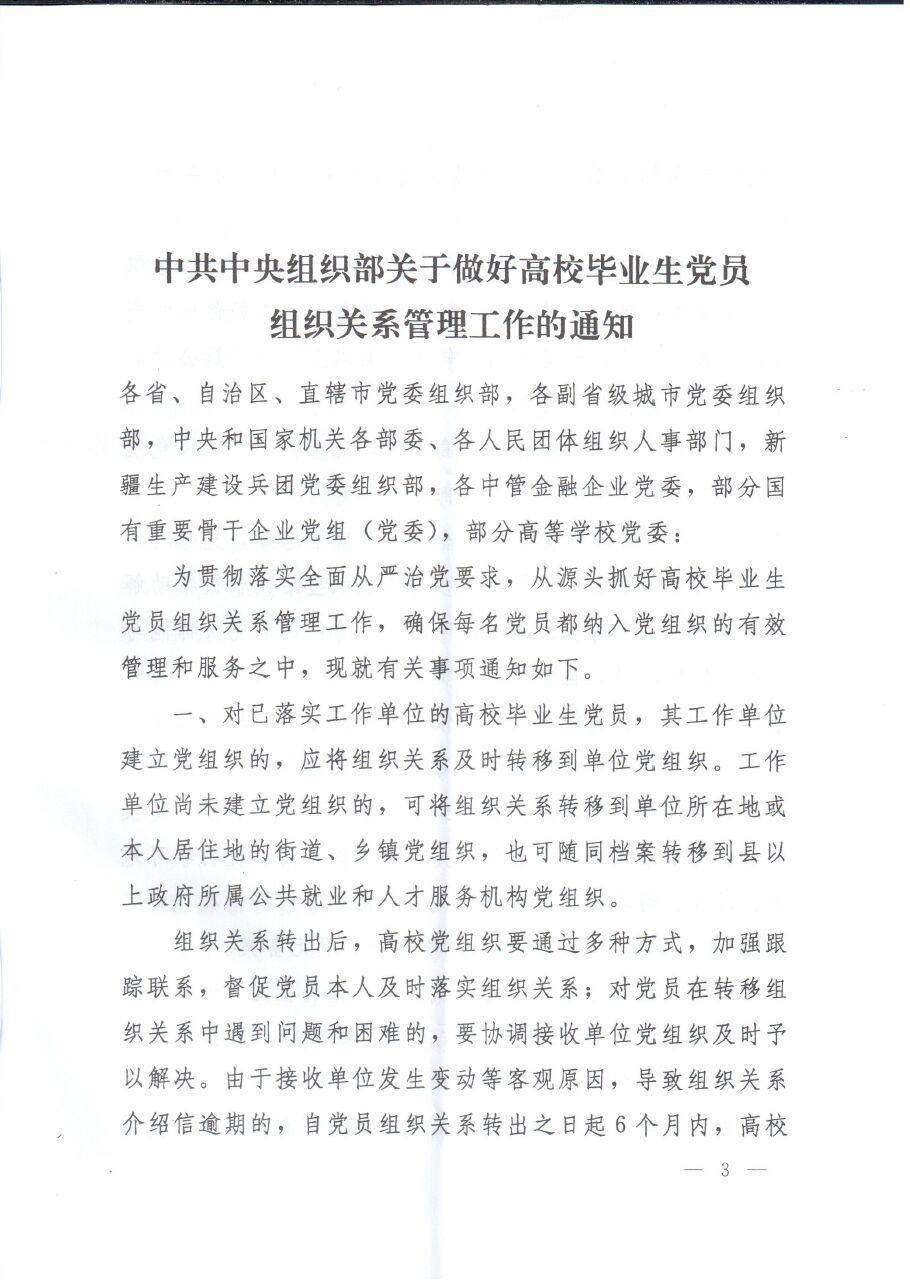 中共中央组织部关于做好高校毕业生党员
组织关系管理工作的通知
各省、自治区、直辖市党委组织部，各副省级城市党委组织
部，中央和国家机关各部委、各人民团体组织人事部门，新
疆生产建设兵团党委组织部，各中管金融企业党委，部分国
有重要骨干企业党组（党委），部分高等学校党委：
为贯彻落实全面从严治党要求，从源头抓好高校毕业生
党员组织关系管理工作，确保每名党员都纳入党组织的有效
管理和服务之中，现就有关事项通知如下。
一、对已落实工作单位的高校毕业生党员，其工作单位
建立党组织的，应将组织关系及时转移到单位党组织。工作
单位尚未建立党组织的，可将组织关系转移到单位所在地或
本人居住地的街道、乡镇党组织，也可随同档案转移到县以
上政府所属公共就业和人才服务机构党组织。
组织关系转出后，高校党组织要通过多种方式，加强跟
踪联系，督促党员本人及时落实组织关系；对党员在转移组
织关系中遇到问题和困难的，要协调接收单位党组织及时予
以解决。由于接收单位发生变动等客观原因，导致组织关系
介绍信逾期的，自党员组织关系转出之日起6个月内，高校
— 3 —